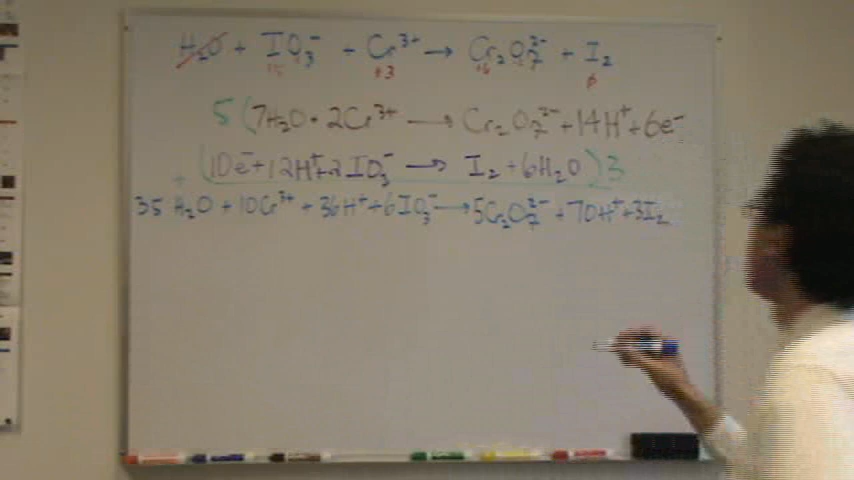 H₂O + IO₃⁻ + Cr³⁺ → Cr₂O₇²⁻ + I₂
+5 +3 +6 0
5 (7H₂O + 2Cr³⁺ → Cr₂O₇²⁻ + 14H⁺ + 6e⁻
+ (10e⁻ + 12H⁺ + 2IO₃⁻ → I₂ + 6H₂O) 3
35 H₂O + 10Cr³⁺ + 36H⁺ + 6IO₃⁻ → 5Cr₂O₇²⁻ + 70H⁺ + 3I₂